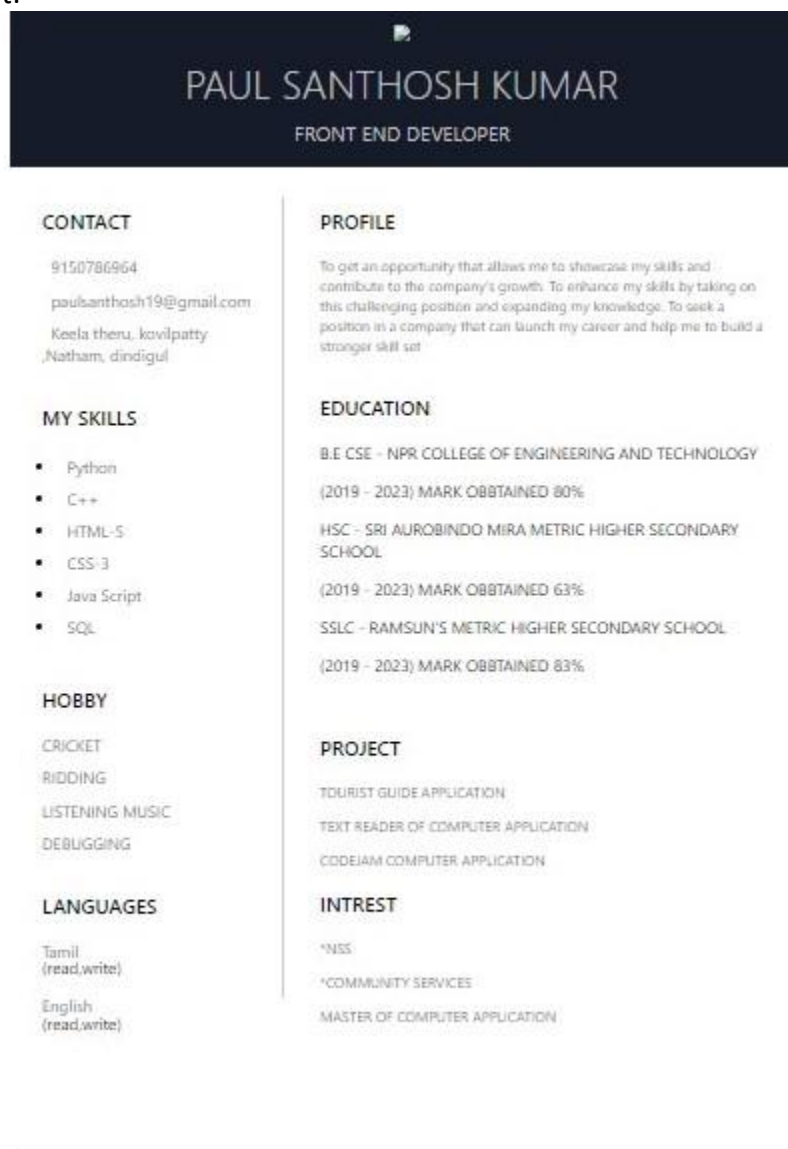 PAUL SANTHOSH KUMAR
FRONT END DEVELOPER
CONTACT
9150786964
paulsanthosh19@gmail.com
Keela theru, kovilpatty
,Natham, dindigul
MY SKILLS
Python
C++
HTML-5
CSS-3
Java Script
SQL
HOBBY
CRICKET
RIDDING
LISTENING MUSIC
DEBUGGING
LANGUAGES
Tamil
(read,write)
English
(read,write)
PROFILE
To get an opportunity that allows me to showcase my skills and
contribute to the company's growth. To enhance my skills by taking on
this challenging position and expanding my knowledge. To seek a
position in a company that can launch my career and help me to build a
stronger skill set
EDUCATION
B.E CSE - NPR COLLEGE OF ENGINEERING AND TECHNOLOGY
(2019 - 2023) MARK OBBTAINED 80%
HSC - SRI AUROBINDO MIRA METRIC HIGHER SECONDARY
SCHOOL
(2019 - 2023) MARK OBBTAINED 63%
SSLC - RAMSUN'S METRIC HIGHER SECONDARY SCHOOL
(2019 - 2023) MARK OBBTAINED 83%
PROJECT
TOURIST GUIDE APPLICATION
TEXT READER OF COMPUTER APPLICATION
CODEJAM COMPUTER APPLICATION
INTREST
*NSS
*COMMUNITY SERVICES
MASTER OF COMPUTER APPLICATION